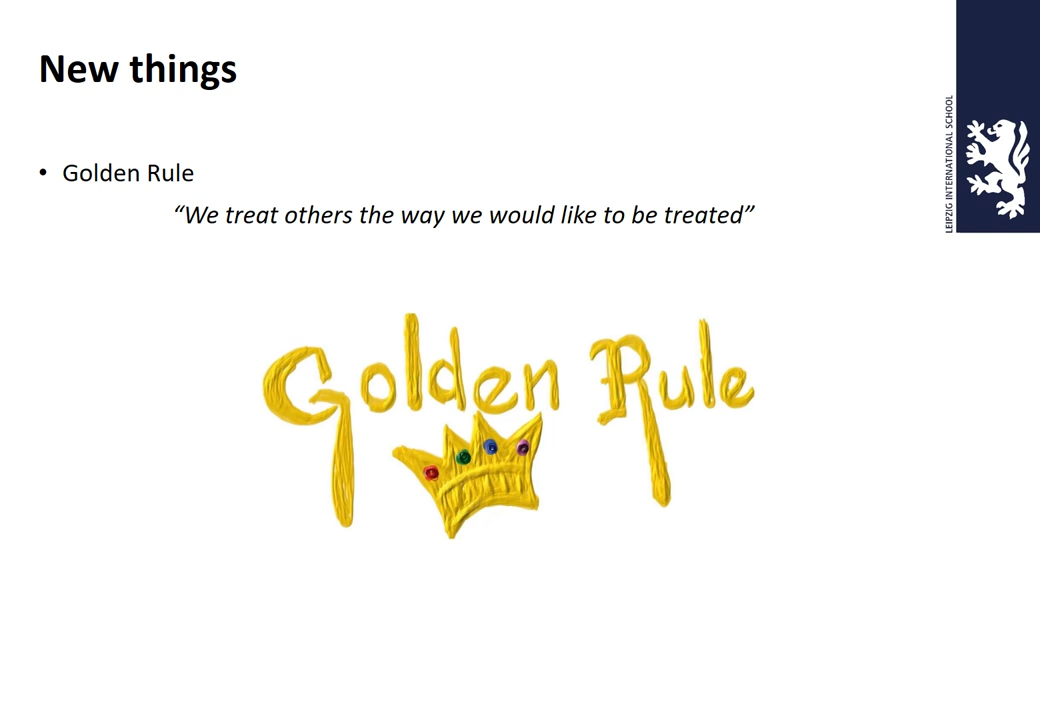 New things
LEIPZIG INTERNATIONAL SCHOOL
• Golden Rule
“We treat others the way we would like to be treated”
Golden Rule